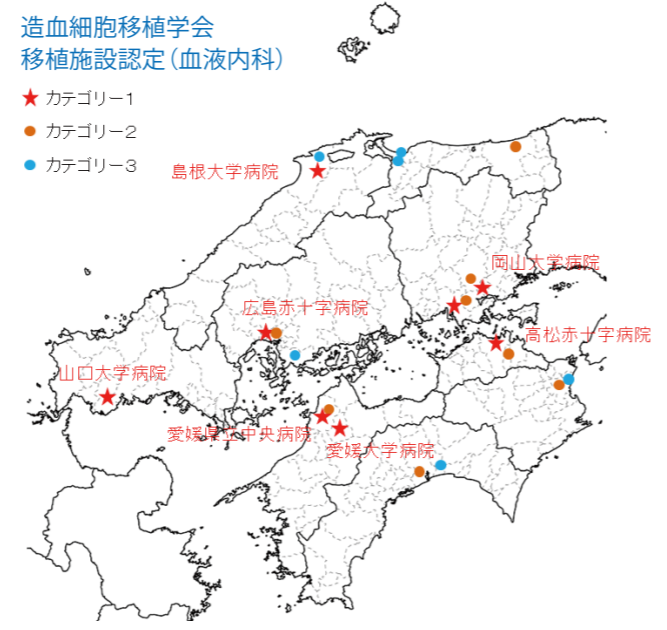 造血細胞移植学会
移植施設認定（血液内科）
カテゴリー１
カテゴリー２
カテゴリー３
島根大学病院
岡山大学病院
広島赤十字病院
高松赤十字病院
山口大学病院
愛媛県立中央病院
愛媛大学病院